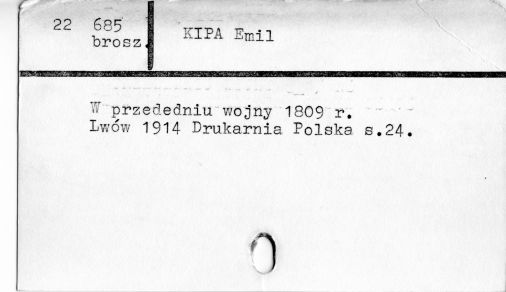 22 685
brosz.
KIPA Emil
W przededniu wojny 1809 r.
Lwów 1914 Drukarnia Polska s.24.